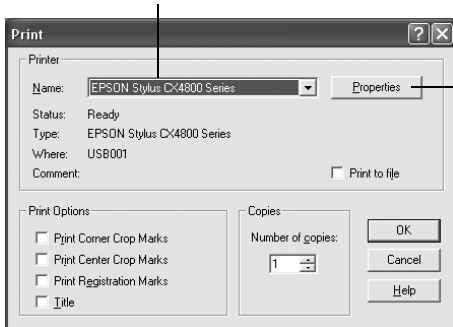 Print
Printer
Name: EPSON Stylus CX4800 Series Properties
Status: Ready
Type: EPSON Stylus CX4800 Series
Where: USB001
Comment: Print to file
Print Options
Print Corner Crop Marks
Print Center Crop Marks
Print Registration Marks
Title
Copies
Number of copies:
1
OK
Cancel
Help